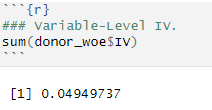 ```{r}
### Variable-Level IV.
sum(donor_woe$IV)
```
[1] 0.04949737